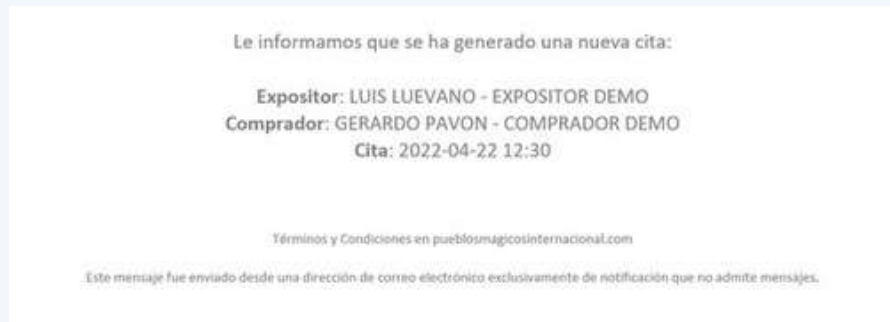 Le informamos que se ha generado una nueva cita:
Expositor: LUIS LUEVANO - EXPOSITOR DEMO
Comprador: GERARDO PAVON - COMPRADOR DEMO
Cita: 2022-04-22 12:30
Términos y Condiciones en pueblosmagicosinternacional.com
Este mensaje fue enviado desde una dirección de correo electrónico exclusivamente de notificación que no admite mensajes.